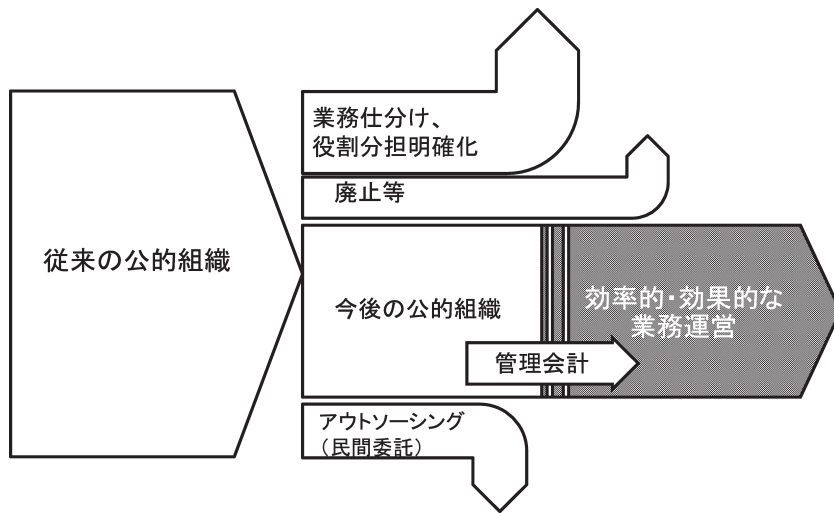 業務仕分け、
役割分担明確化
廃止等
従来の公的組織
今後の公的組織
効率的・効果的な
業務運営
管理会計
アウトソーシング
（民間委託）